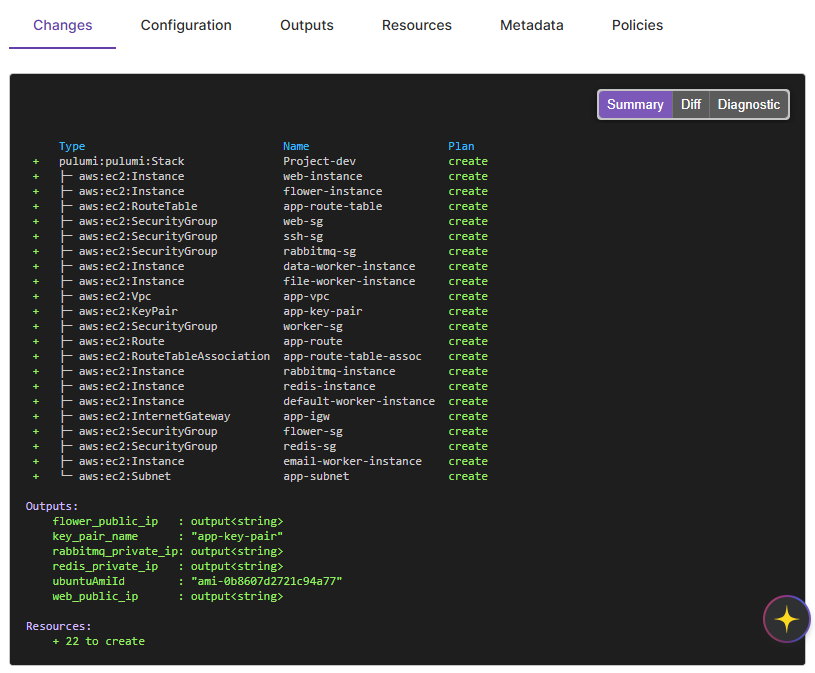 Changes Configuration Outputs Resources Metadata Policies
Summary Diff Diagnostic
Type Name Plan
+ pulumi:pulumi:Stack Project-dev create
+ ├─ aws:ec2:Instance web-instance create
+ ├─ aws:ec2:Instance flower-instance create
+ ├─ aws:ec2:RouteTable app-route-table create
+ ├─ aws:ec2:SecurityGroup web-sg create
+ ├─ aws:ec2:SecurityGroup ssh-sg create
+ ├─ aws:ec2:SecurityGroup rabbitmq-sg create
+ ├─ aws:ec2:Instance data-worker-instance create
+ ├─ aws:ec2:Instance file-worker-instance create
+ ├─ aws:ec2:Vpc app-vpc create
+ ├─ aws:ec2:KeyPair app-key-pair create
+ ├─ aws:ec2:SecurityGroup worker-sg create
+ ├─ aws:ec2:Route app-route create
+ ├─ aws:ec2:RouteTableAssociation app-route-table-assoc create
+ ├─ aws:ec2:Instance rabbitmq-instance create
+ ├─ aws:ec2:Instance redis-instance create
+ ├─ aws:ec2:Instance default-worker-instance create
+ ├─ aws:ec2:InternetGateway app-igw create
+ ├─ aws:ec2:SecurityGroup flower-sg create
+ ├─ aws:ec2:SecurityGroup redis-sg create
+ ├─ aws:ec2:Instance email-worker-instance create
+ └─ aws:ec2:Subnet app-subnet create
Outputs:
flower_public_ip : output<string>
key_pair_name : "app-key-pair"
rabbitmq_private_ip: output<string>
redis_private_ip : output<string>
ubuntuAmiId : "ami-0b8607d2721c94a77"
web_public_ip : output<string>
Resources:
+ 22 to create